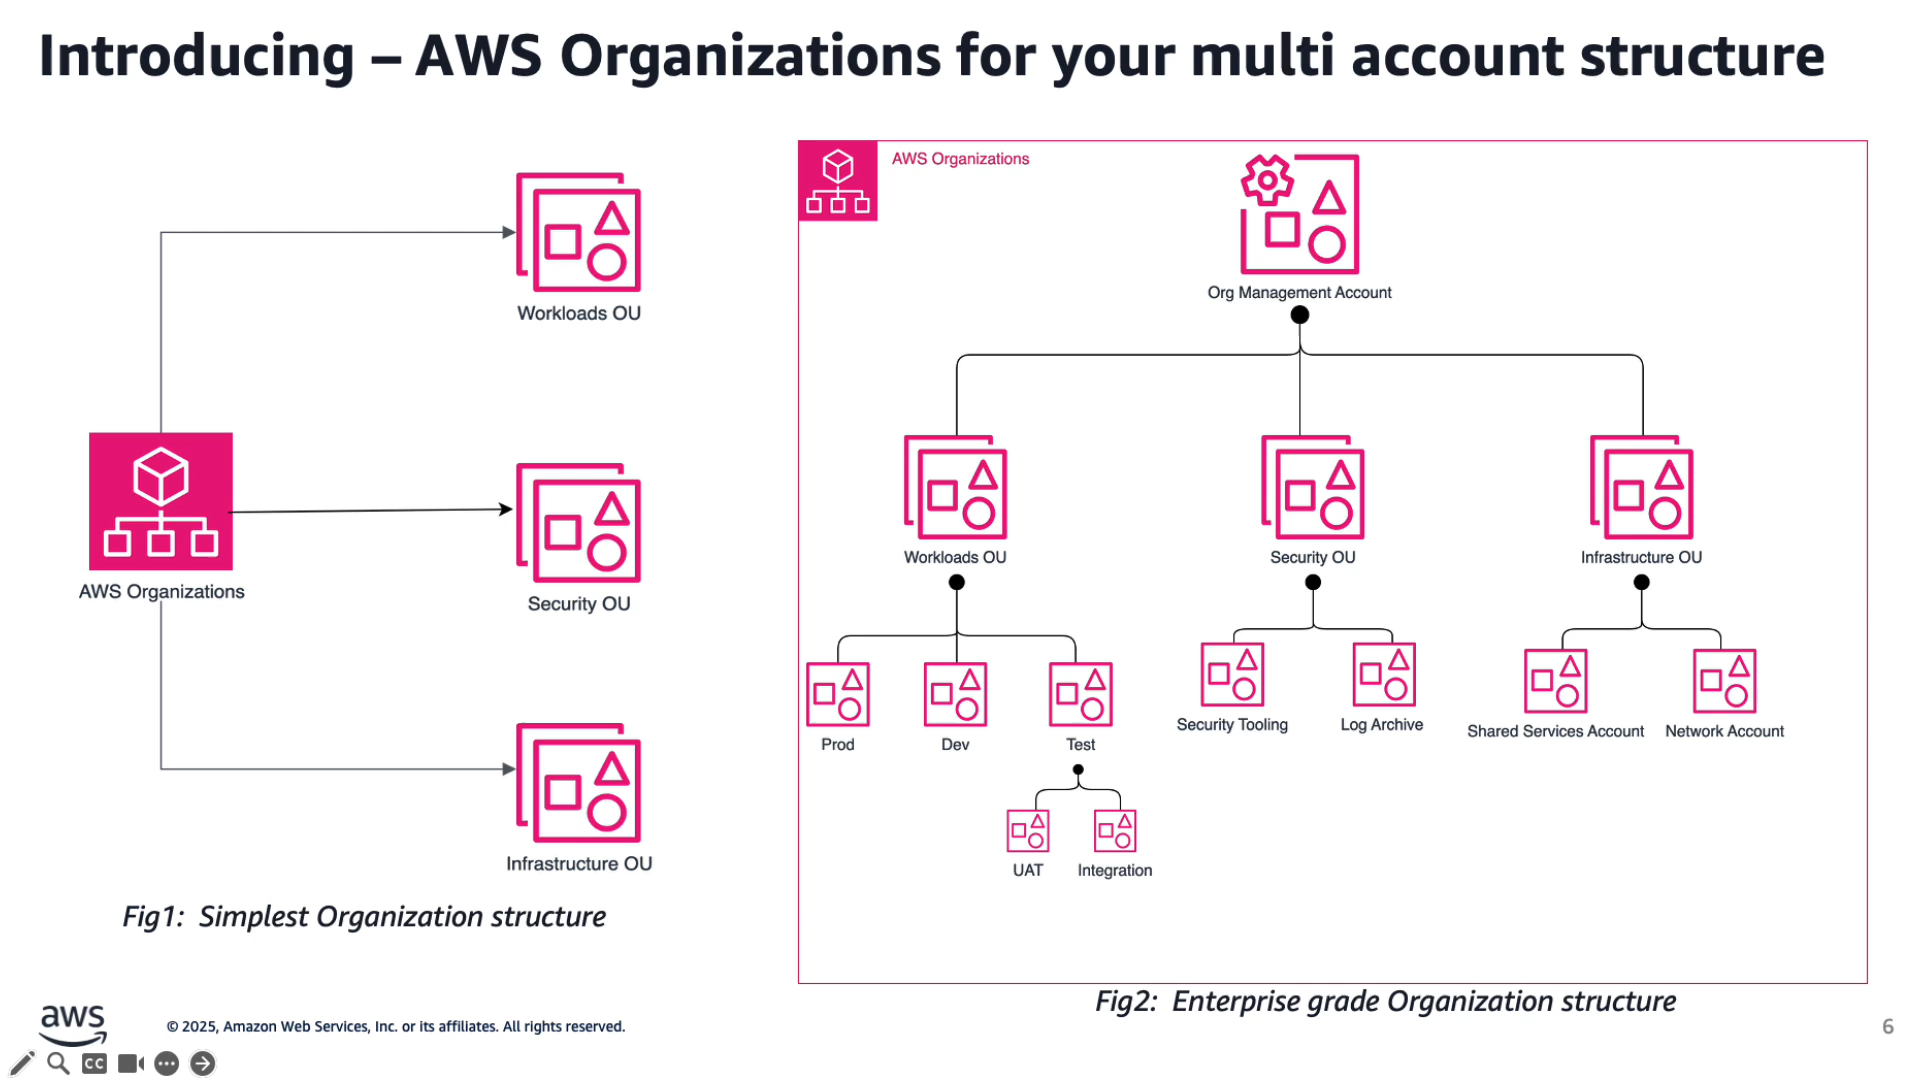 Introducing – AWS Organizations for your multi account structure
Workloads OU
AWS Organizations
Security OU
Infrastructure OU
Fig1: Simplest Organization structure
AWS Organizations
Org Management Account
Workloads OU
Security OU
Infrastructure OU
Prod
Dev
Test
Security Tooling
Log Archive
Shared Services Account
Network Account
UAT
Integration
Fig2: Enterprise grade Organization structure
aws
© 2025, Amazon Web Services, Inc. or its affiliates. All rights reserved.
6
CC